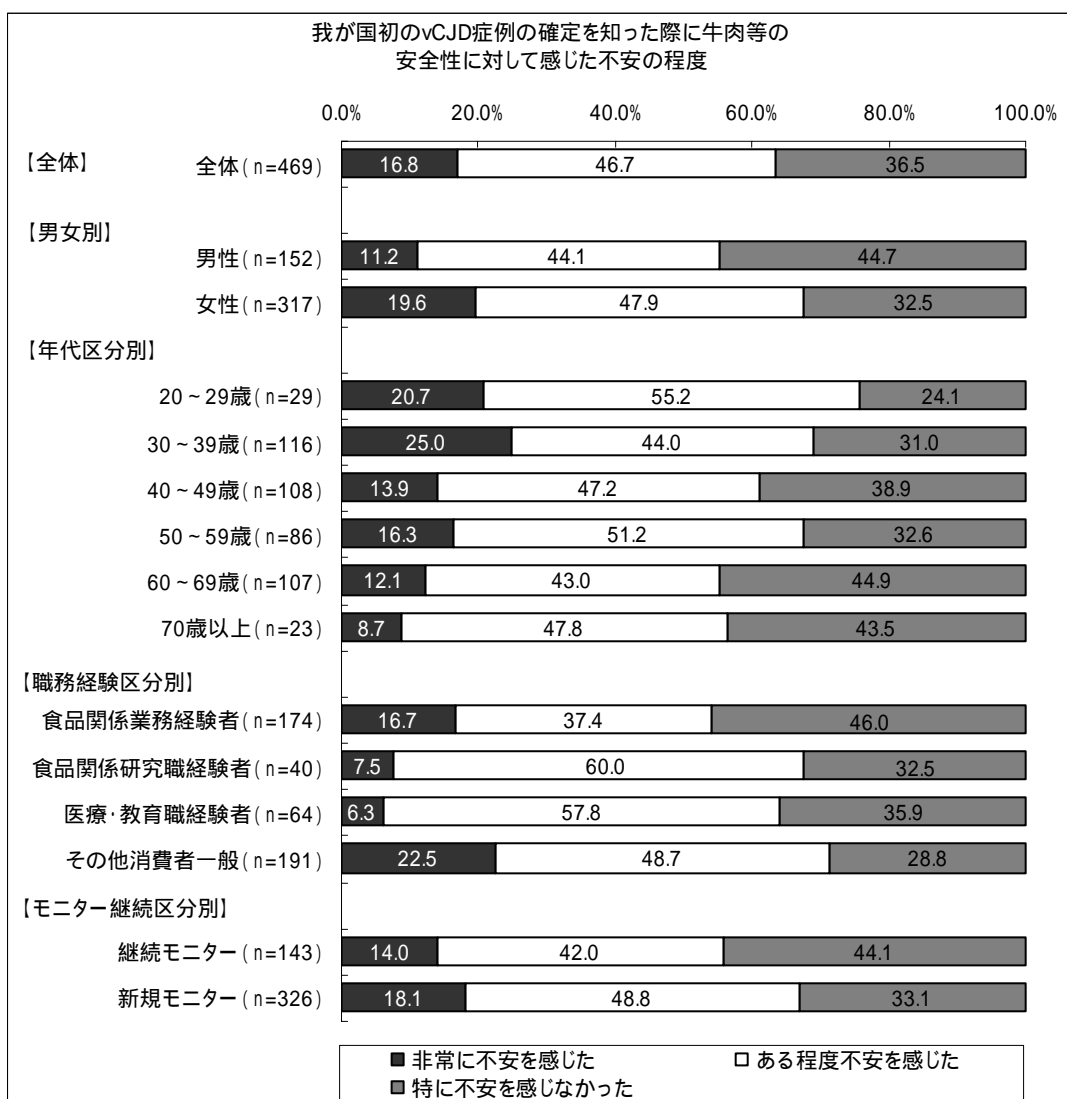 我が国初のvCJD症例の確定を知った際に牛肉等の
安全性に対して感じた不安の程度
0.0% 20.0% 40.0% 60.0% 80.0% 100.0%
【全体】 全体(n=469) 16.8 46.7 36.5
【男女別】
男性(n=152) 11.2 44.1 44.7
女性(n=317) 19.6 47.9 32.5
【年代区分別】
20~29歳(n=29) 20.7 55.2 24.1
30~39歳(n=116) 25.0 44.0 31.0
40~49歳(n=108) 13.9 47.2 38.9
50~59歳(n=86) 16.3 51.2 32.6
60~69歳(n=107) 12.1 43.0 44.9
70歳以上(n=23) 8.7 47.8 43.5
【職務経験区分別】
食品関係業務経験者(n=174) 16.7 37.4 46.0
食品関係研究職経験者(n=40) 7.5 60.0 32.5
医療・教育職経験者(n=64) 6.3 57.8 35.9
その他消費者一般(n=191) 22.5 48.7 28.8
【モニター継続区分別】
継続モニター(n=143) 14.0 42.0 44.1
新規モニター(n=326) 18.1 48.8 33.1
非常に不安を感じた ある程度不安を感じた
特に不安を感じなかった